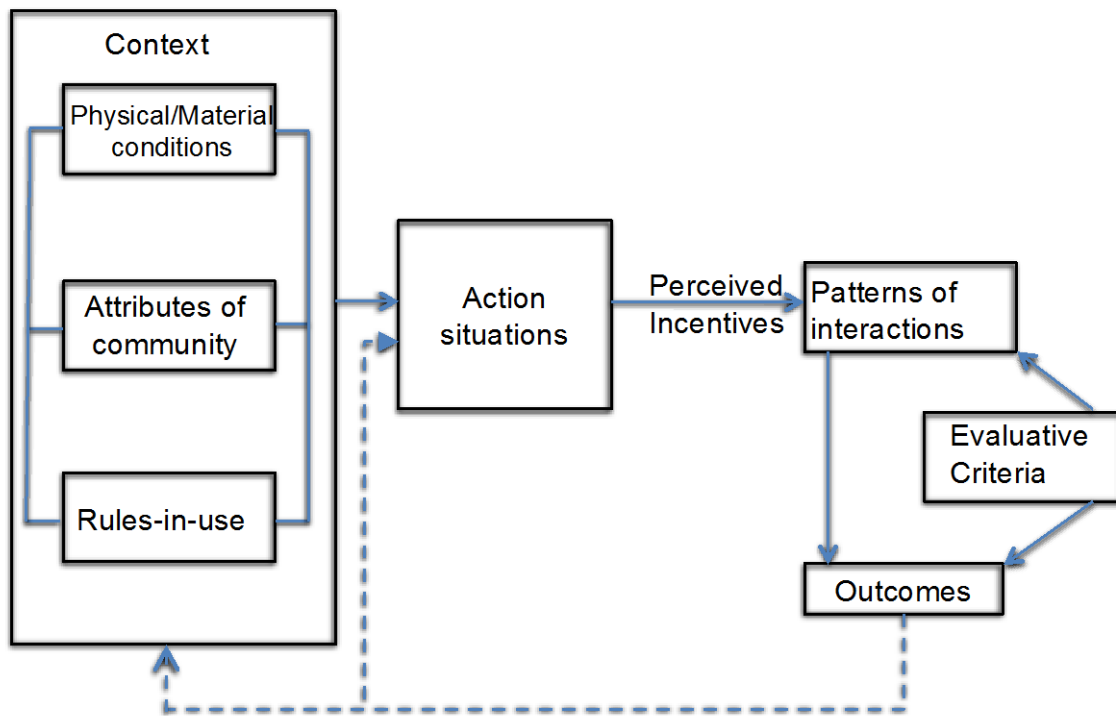 Context
Physical/Material
conditions
Attributes of
community
Rules-in-use
Action
situations
Perceived
Incentives
Patterns of
interactions
Evaluative
Criteria
Outcomes